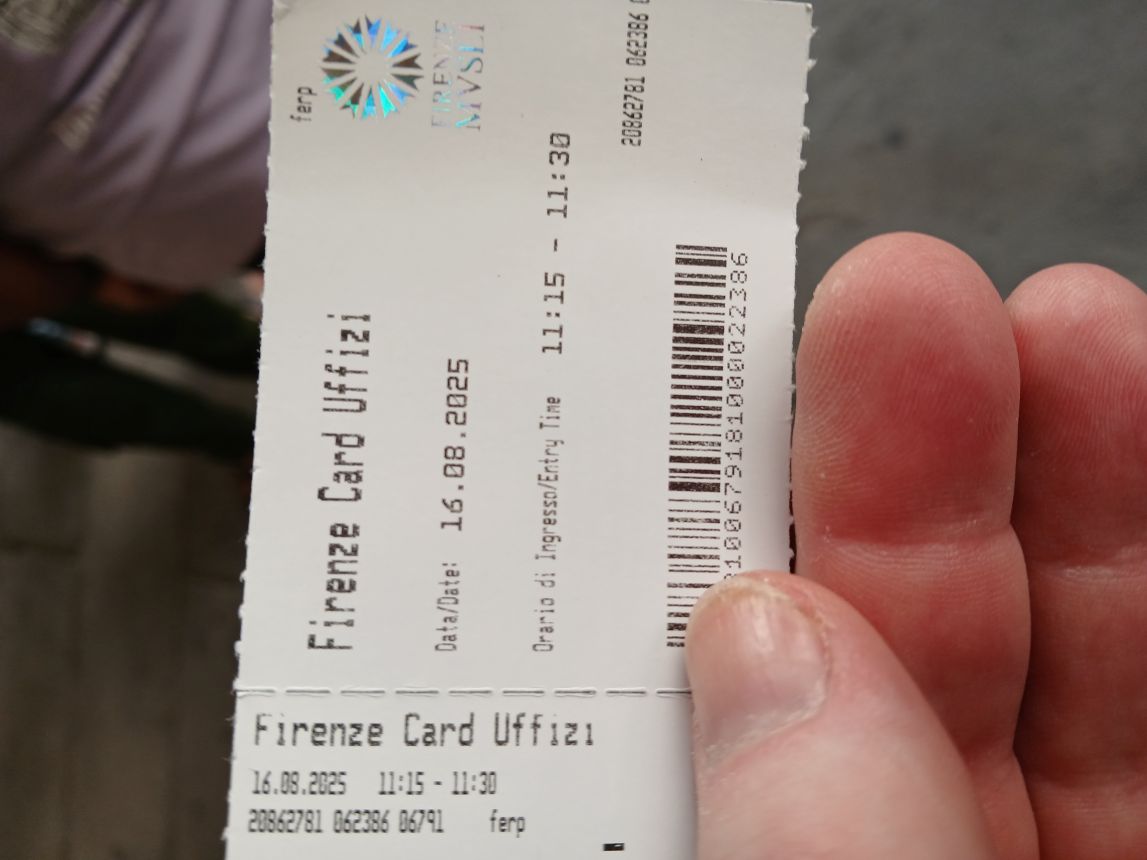 ferp
FIRENZE
MVSEI
Firenze Card Uffizi
Data/Date: 16.08.2025
Orario di Ingresso/Entry Time 11:15 - 11:30
20862781 062386
Firenze Card Uffizi
16.08.2025 11:15 - 11:30
20862781 062386 06791 ferp